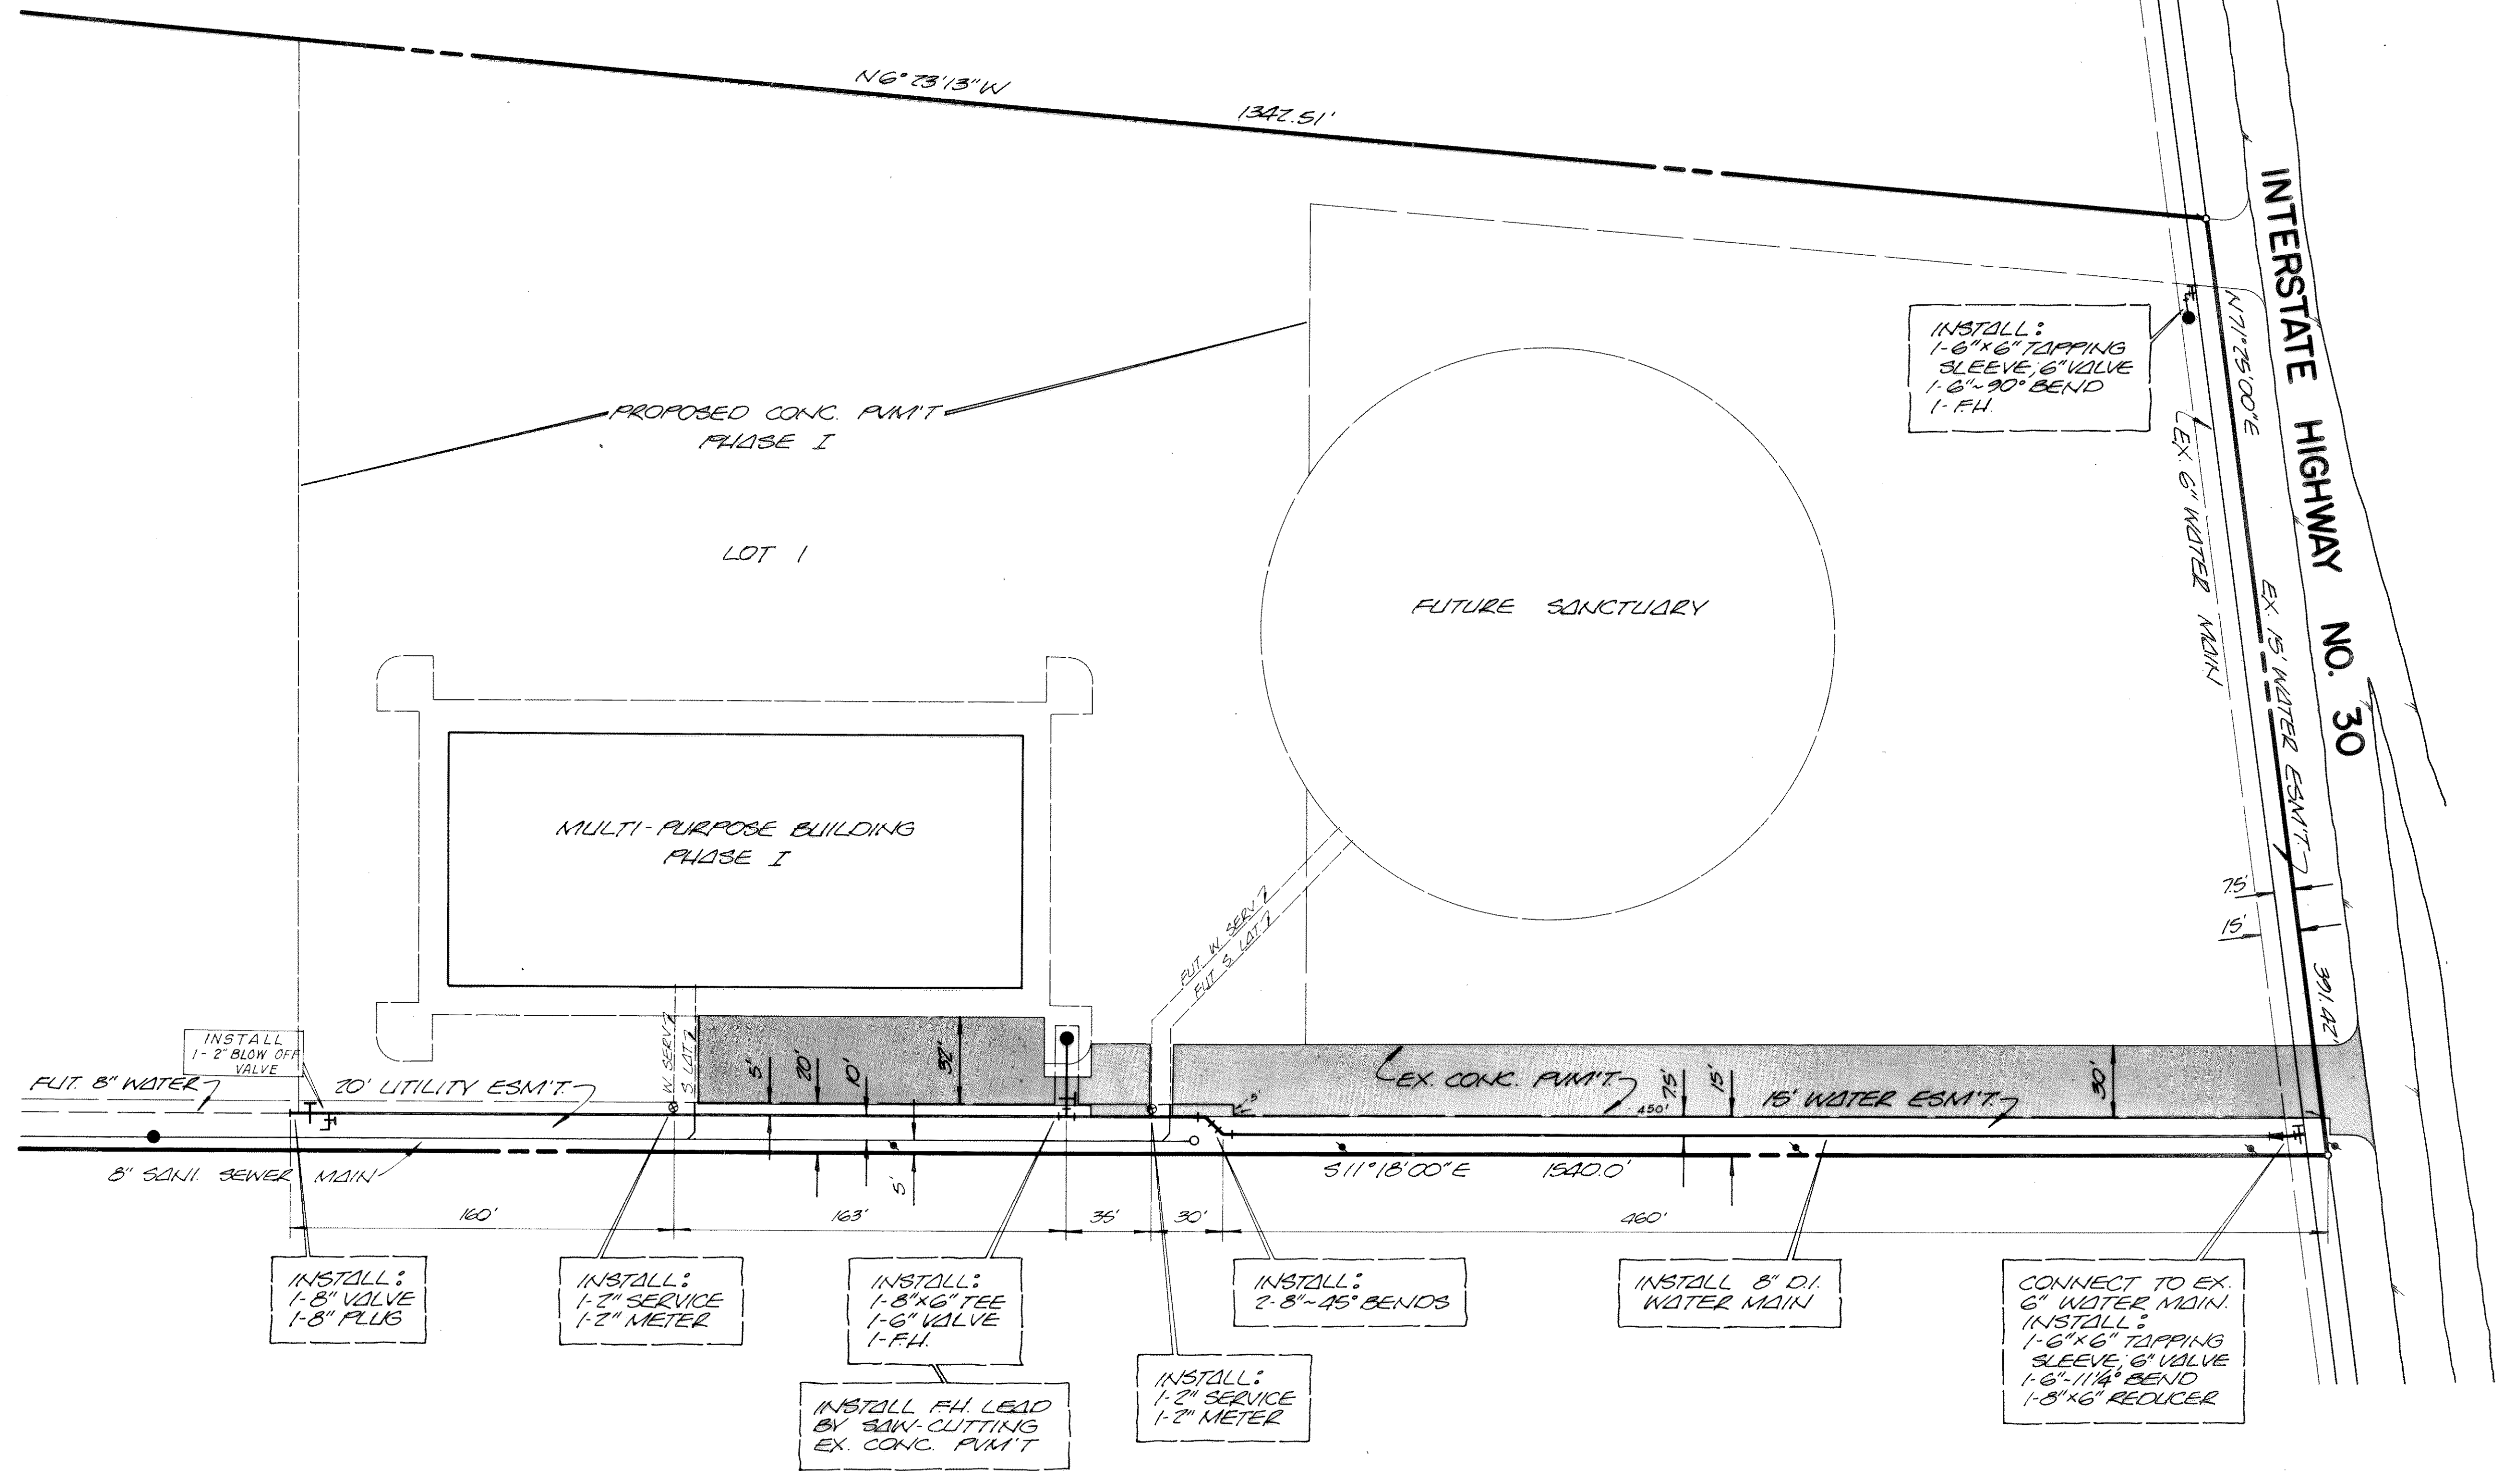 N6°23'13"W
1342.51'
INTERSTATE HIGHWAY NO. 30
INSTALL:
1-6"x6" TAPPING
SLEEVE; 6" VALVE
1-6"~90° BEND
1-F.H.
N71°25'00"E
EX. 6" WATER MAIN
EX. 15' WATER ESM'T.
PROPOSED CONC. PVM'T
PHASE I
LOT 1
FUTURE SANCTUARY
MULTI-PURPOSE BUILDING
PHASE I
7.5'
15'
391.42'
FUT. W. SERV.
FUT. S. LAT.
INSTALL
1-2" BLOW OFF
VALVE
FUT. 8" WATER
20' UTILITY ESM'T.
W. SERV.
S. LAT.
5'
20'
10'
32'
5'
EX. CONC. PVM'T.
5'
450'
7.5'
15'
15' WATER ESM'T.
30'
8" SANI. SEWER MAIN
S11°18'00"E
1540.0'
160'
163'
35'
30'
460'
INSTALL:
1-8" VALVE
1-8" PLUG
INSTALL:
1-2" SERVICE
1-2" METER
INSTALL:
1-8"x6" TEE
1-6" VALVE
1-F.H.
INSTALL F.H. LEAD
BY SAW-CUTTING
EX. CONC. PVM'T
INSTALL:
1-2" SERVICE
1-2" METER
INSTALL:
2-8"~45° BENDS
INSTALL 8" D.I.
WATER MAIN
CONNECT TO EX.
6" WATER MAIN.
INSTALL:
1-6"x6" TAPPING
SLEEVE; 6" VALVE
1-6"~11¼° BEND
1-8"x6" REDUCER